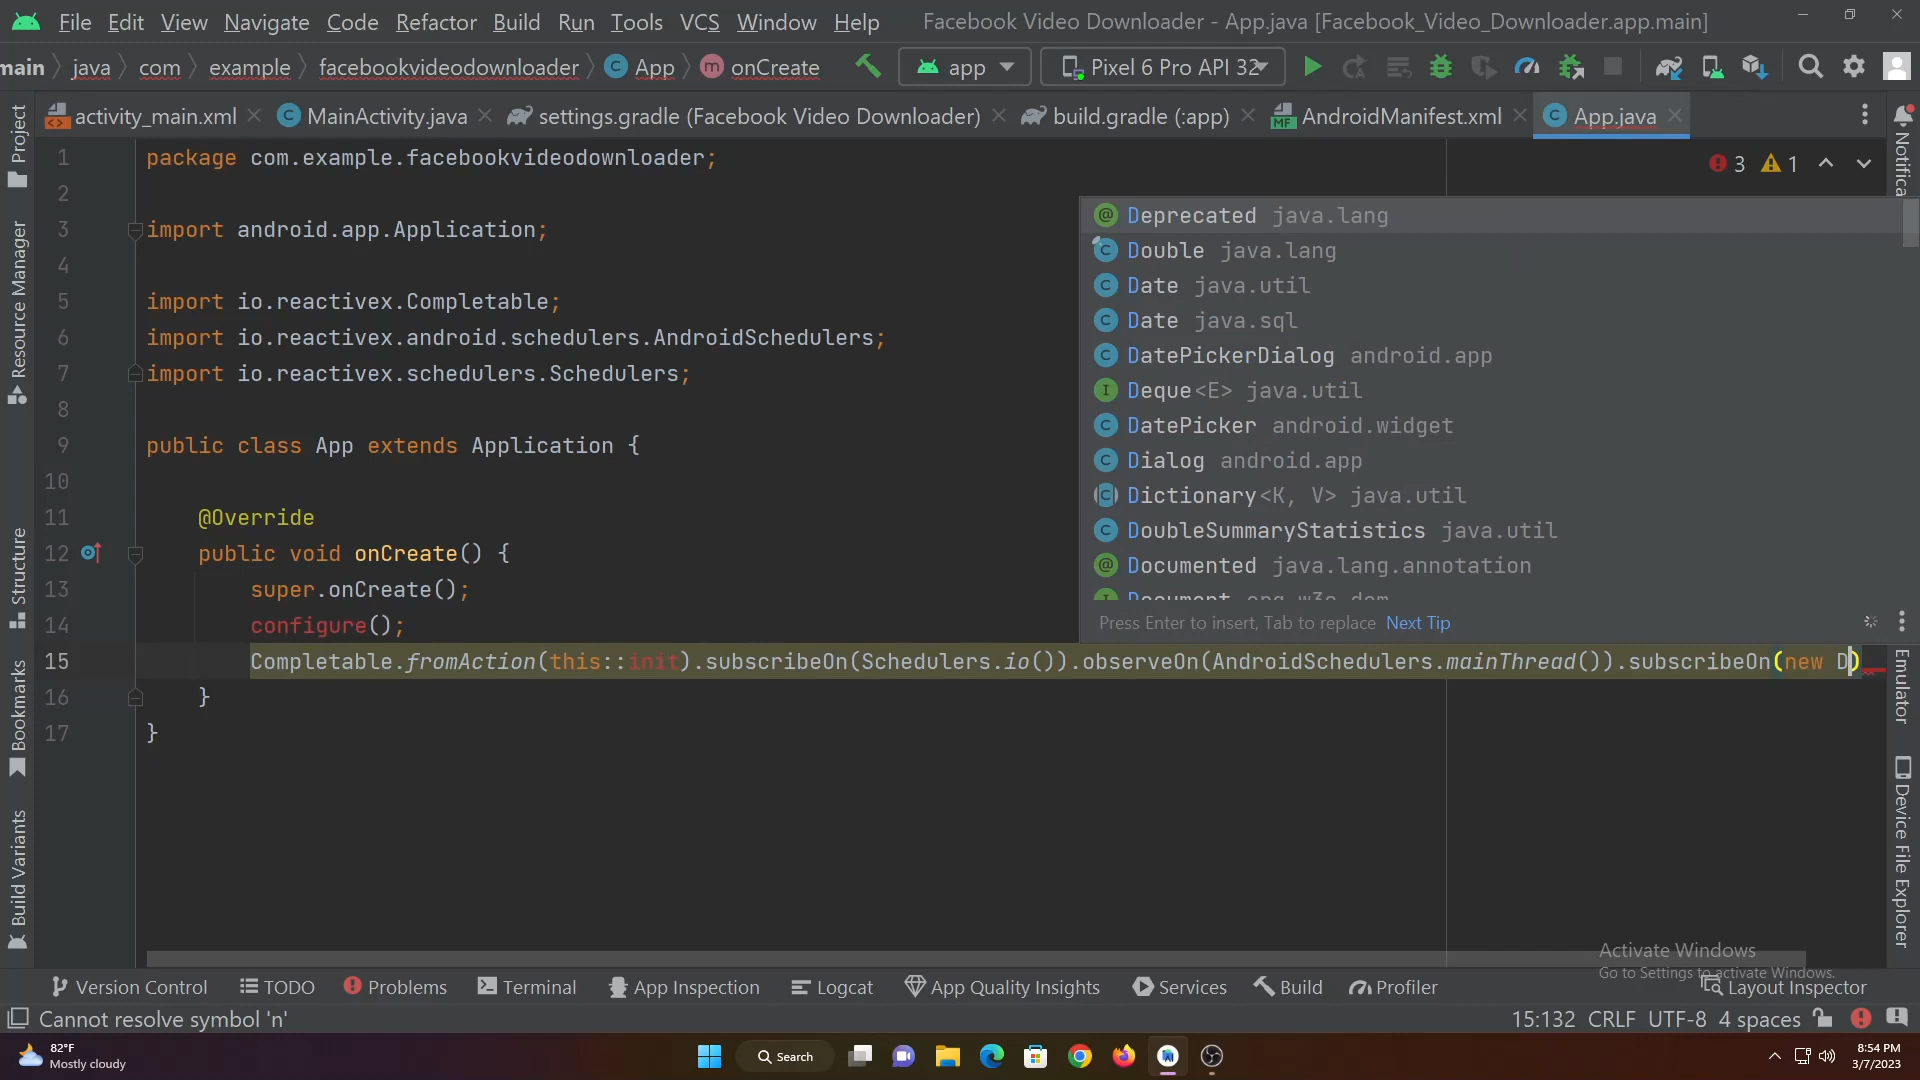 File Edit View Navigate Code Refactor Build Run Tools VCS Window Help Facebook Video Downloader - App.java [Facebook_Video_Downloader.app.main]
main java com example facebookvideodownloader App onCreate app Pixel 6 Pro API 32
activity_main.xml MainActivity.java settings.gradle (Facebook Video Downloader) build.gradle (:app) AndroidManifest.xml App.java
3 1
1 package com.example.facebookvideodownloader;
2
3 import android.app.Application;
4
5 import io.reactivex.Completable;
6 import io.reactivex.android.schedulers.AndroidSchedulers;
7 import io.reactivex.schedulers.Schedulers;
8
9 public class App extends Application {
10
11 @Override
12 public void onCreate() {
13 super.onCreate();
14 configure();
15 Completable.fromAction(this::init).subscribeOn(Schedulers.io()).observeOn(AndroidSchedulers.mainThread()).subscribeOn(new D)
16 }
17 }
Deprecated java.lang
Double java.lang
Date java.util
Date java.sql
DatePickerDialog android.app
Deque<E> java.util
DatePicker android.widget
Dialog android.app
Dictionary<K, V> java.util
DoubleSummaryStatistics java.util
Documented java.lang.annotation
Document org.w3c.dom
Press Enter to insert, Tab to replace Next Tip
Project
Resource Manager
Structure
Bookmarks
Build Variants
Notifica
Emulator
Device File Explorer
Activate Windows
Go to Settings to activate Windows.
Version Control TODO Problems Terminal App Inspection Logcat App Quality Insights Services Build Profiler Layout Inspector
Cannot resolve symbol 'n' 15:132 CRLF UTF-8 4 spaces
82°F
Mostly cloudy
Search
8:54 PM
3/7/2023